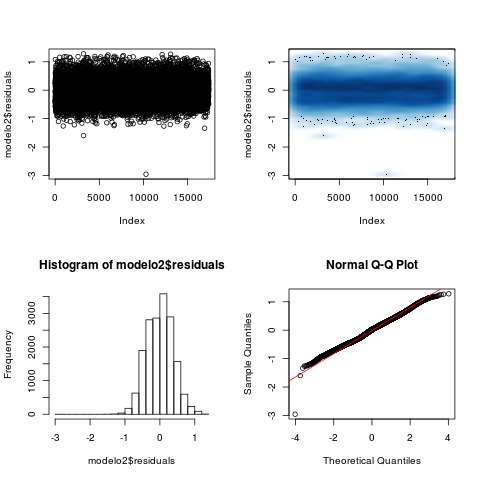 modelo2$residuals
1
0
-1
-2
-3
0 5000 10000 15000
Index
modelo2$residuals
1
0
-1
-2
-3
0 5000 10000 15000
Index
Histogram of modelo2$residuals
Frequency
3000
2000
1000
0
-3 -2 -1 0 1
modelo2$residuals
Normal Q-Q Plot
Sample Quantiles
1
0
-1
-2
-3
-4 -2 0 2 4
Theoretical Quantiles